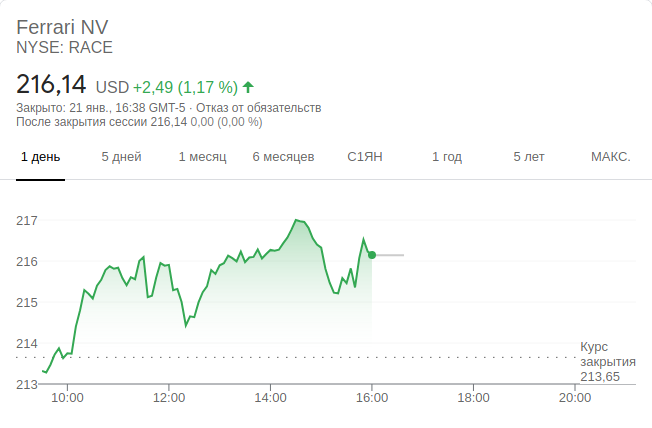 Ferrari NV
NYSE: RACE
216,14 USD +2,49 (1,17 %)
Закрыто: 21 янв., 16:38 GMT-5 · Отказ от обязательств
После закрытия сессии 216,14 0,00 (0,00 %)
1 день 5 дней 1 месяц 6 месяцев С1ЯН 1 год 5 лет МАКС.
217
216
215
214
213
Курс
закрытия
213,65
10:00 12:00 14:00 16:00 18:00 20:00